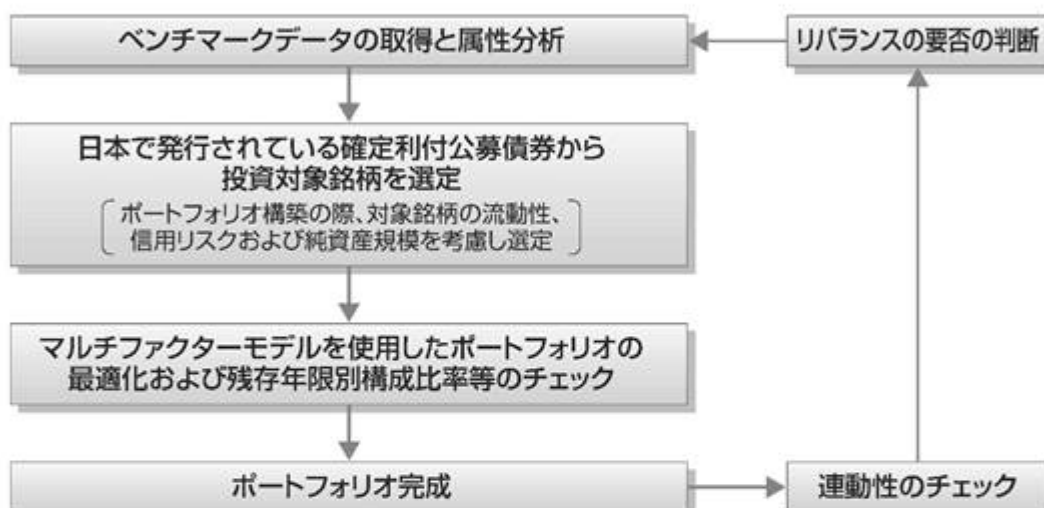 ベンチマークデータの取得と属性分析
リバランスの要否の判断
日本で発行されている確定利付公募債券から
投資対象銘柄を選定
ポートフォリオ構築の際、対象銘柄の流動性、
信用リスクおよび純資産規模を考慮し選定
マルチファクターモデルを使用したポートフォリオの
最適化および残存年限別構成比率等のチェック
ポートフォリオ完成
連動性のチェック